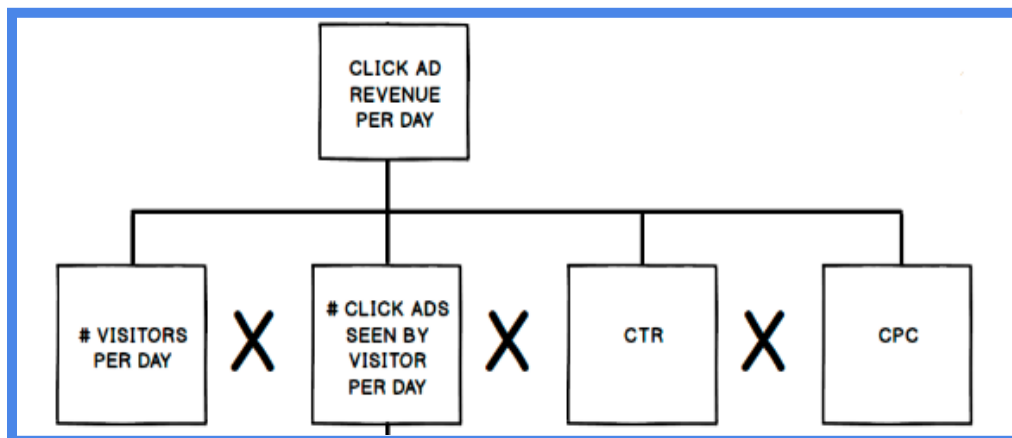 CLICK AD
REVENUE
PER DAY
# VISITORS
PER DAY
X
# CLICK ADS
SEEN BY
VISITOR
PER DAY
X
CTR
X
CPC